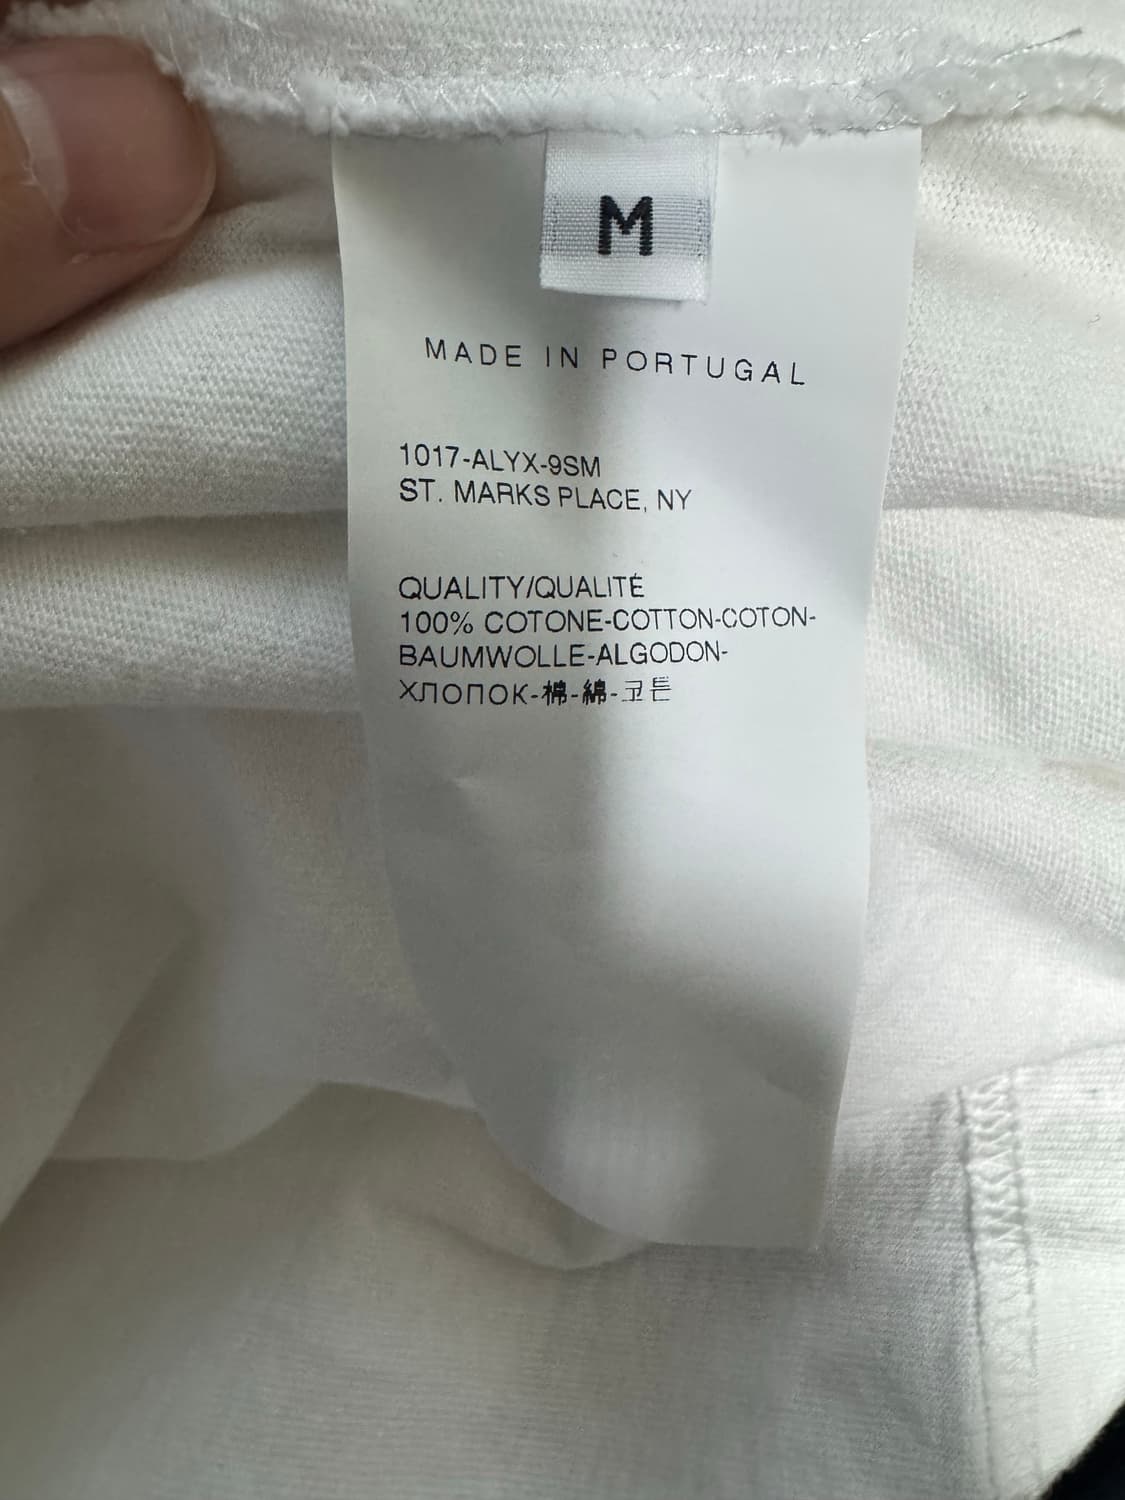 M
MADE IN PORTUGAL
1017-ALYX-9SM
ST. MARKS PLACE, NY
QUALITY/QUALITÉ
100% COTONE-COTTON-COTON-
BAUMWOLLE-ALGODON-
ХЛОПОК-棉-綿-코튼